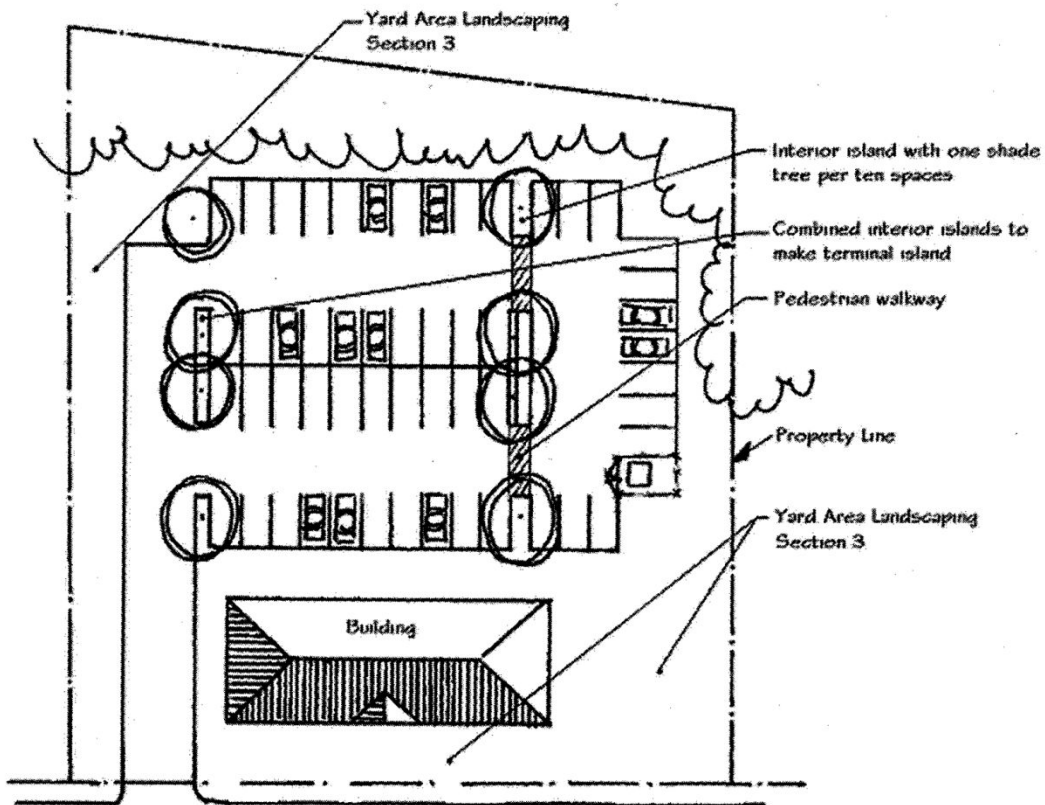 Yard Area Landscaping
Section 3
Interior island with one shade
tree per ten spaces
Combined interior islands to
make terminal island
Pedestrian walkway
Property Line
Yard Area Landscaping
Section 3
Building